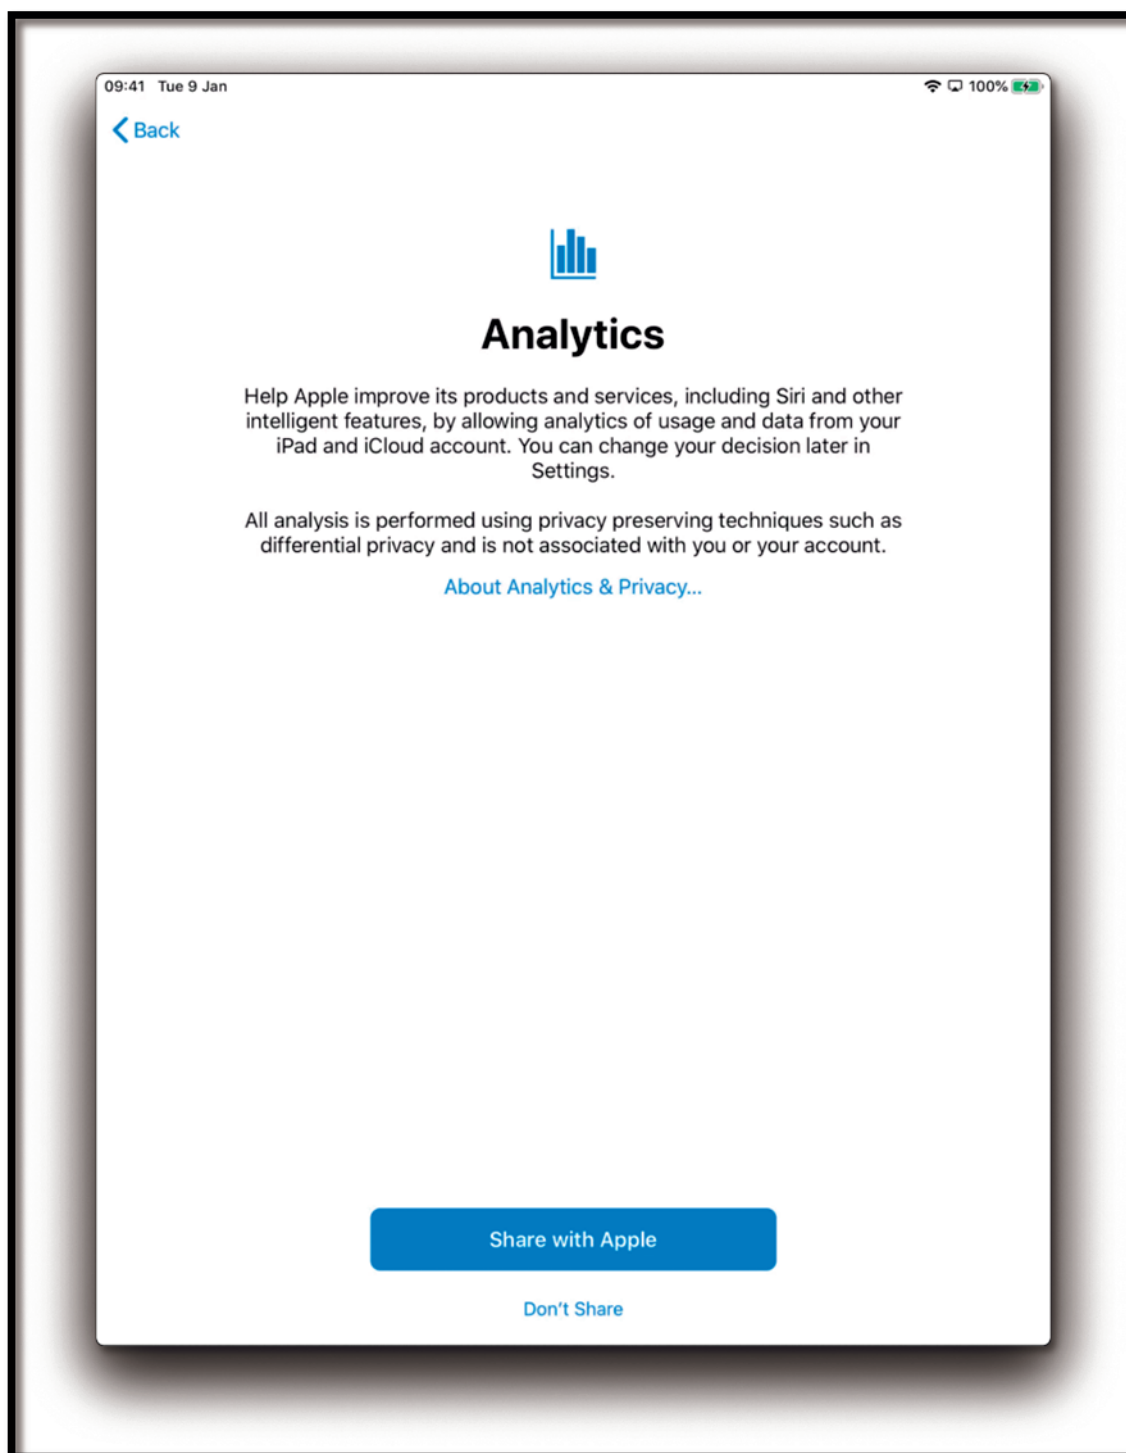 09:41 Tue 9 Jan 100%
Back
Analytics
Help Apple improve its products and services, including Siri and other
intelligent features, by allowing analytics of usage and data from your
iPad and iCloud account. You can change your decision later in
Settings.
All analysis is performed using privacy preserving techniques such as
differential privacy and is not associated with you or your account.
About Analytics & Privacy...
Share with Apple
Don’t Share